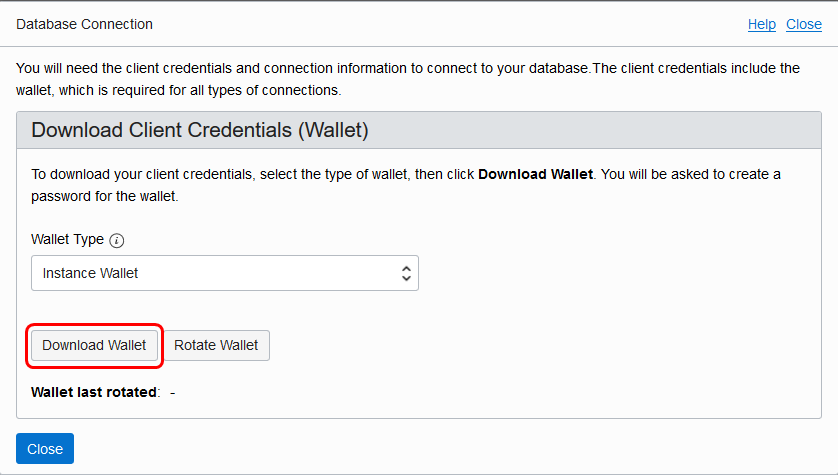 Database Connection
Help Close
You will need the client credentials and connection information to connect to your database.The client credentials include the
wallet, which is required for all types of connections.
Download Client Credentials (Wallet)
To download your client credentials, select the type of wallet, then click Download Wallet. You will be asked to create a
password for the wallet.
Wallet Type i
Instance Wallet
Download Wallet Rotate Wallet
Wallet last rotated: -
Close